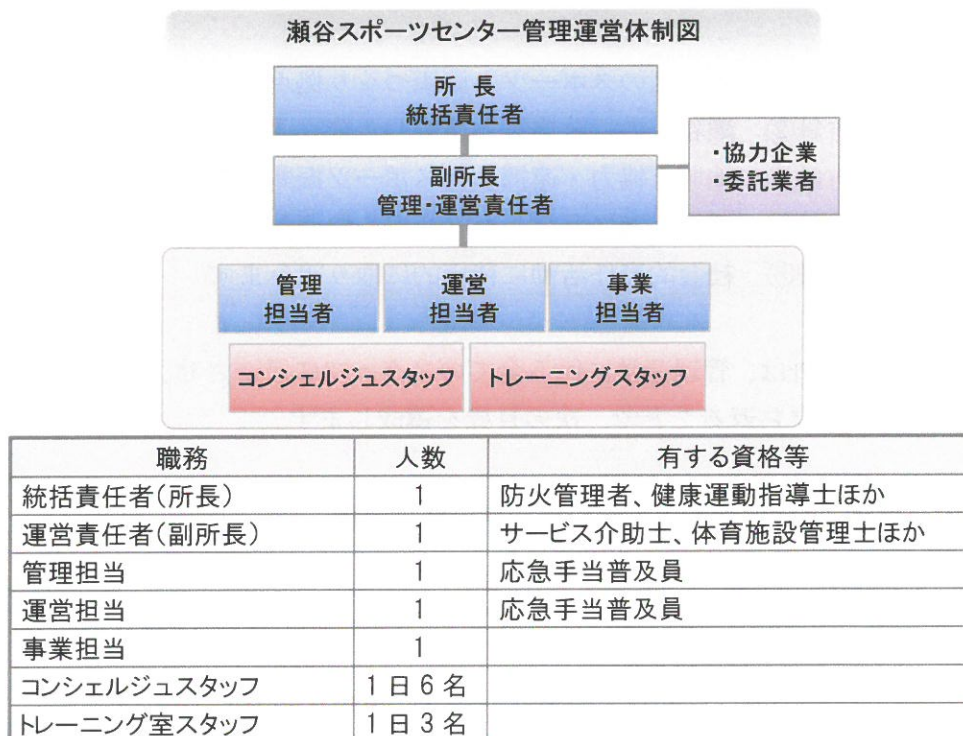 瀬谷スポーツセンター管理運営体制図
所 長
統括責任者
副所長
管理・運営責任者
・協力企業
・委託業者
管理
担当者
運営
担当者
事業
担当者
コンシェルジュスタッフ
トレーニングスタッフ
職務 人数 有する資格等
統括責任者(所長) 1 防火管理者、健康運動指導士ほか
運営責任者(副所長) 1 サービス介助士、体育施設管理士ほか
管理担当 1 応急手当普及員
運営担当 1 応急手当普及員
事業担当 1
コンシェルジュスタッフ 1日6名
トレーニング室スタッフ 1日3名